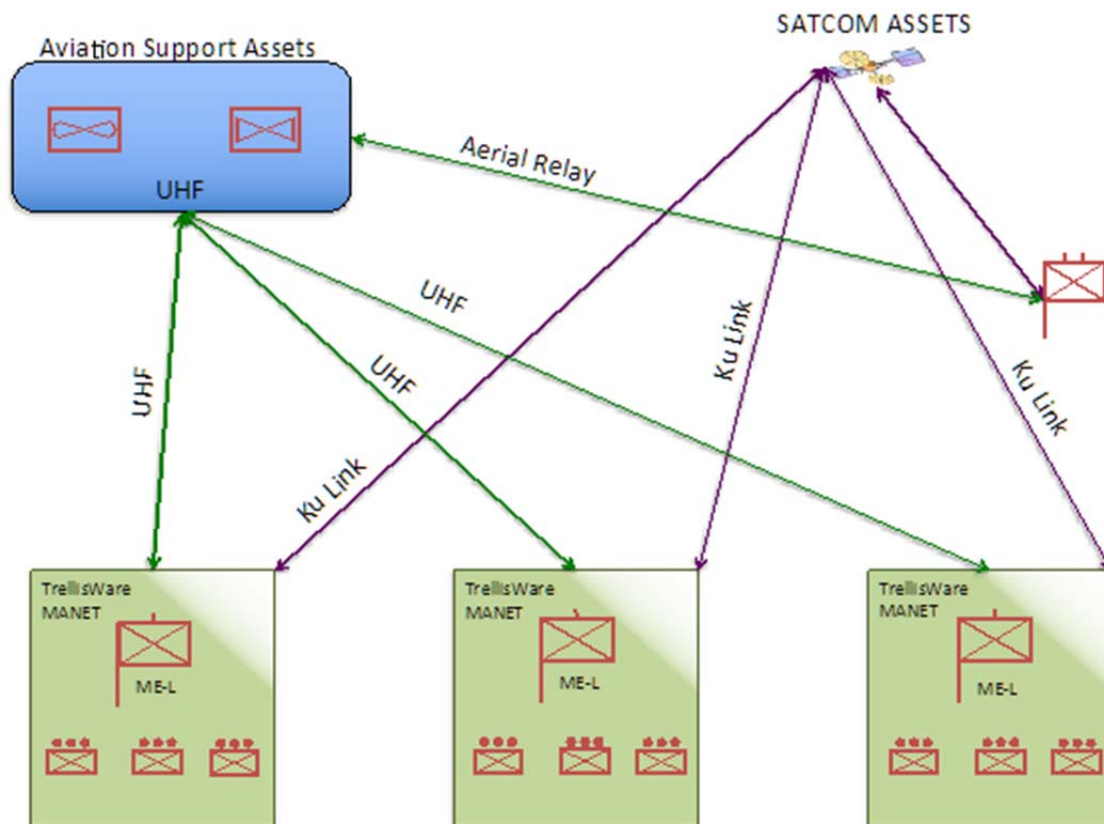 SATCOM ASSETS
Aviation Support Assets
UHF
Aerial Relay
UHF
UHF
UHF
Ku Link
Ku Link
Ku Link
TrellisWare
MANET
ME-L
TrellisWare
MANET
ME-L
TrellisWare
MANET
ME-L